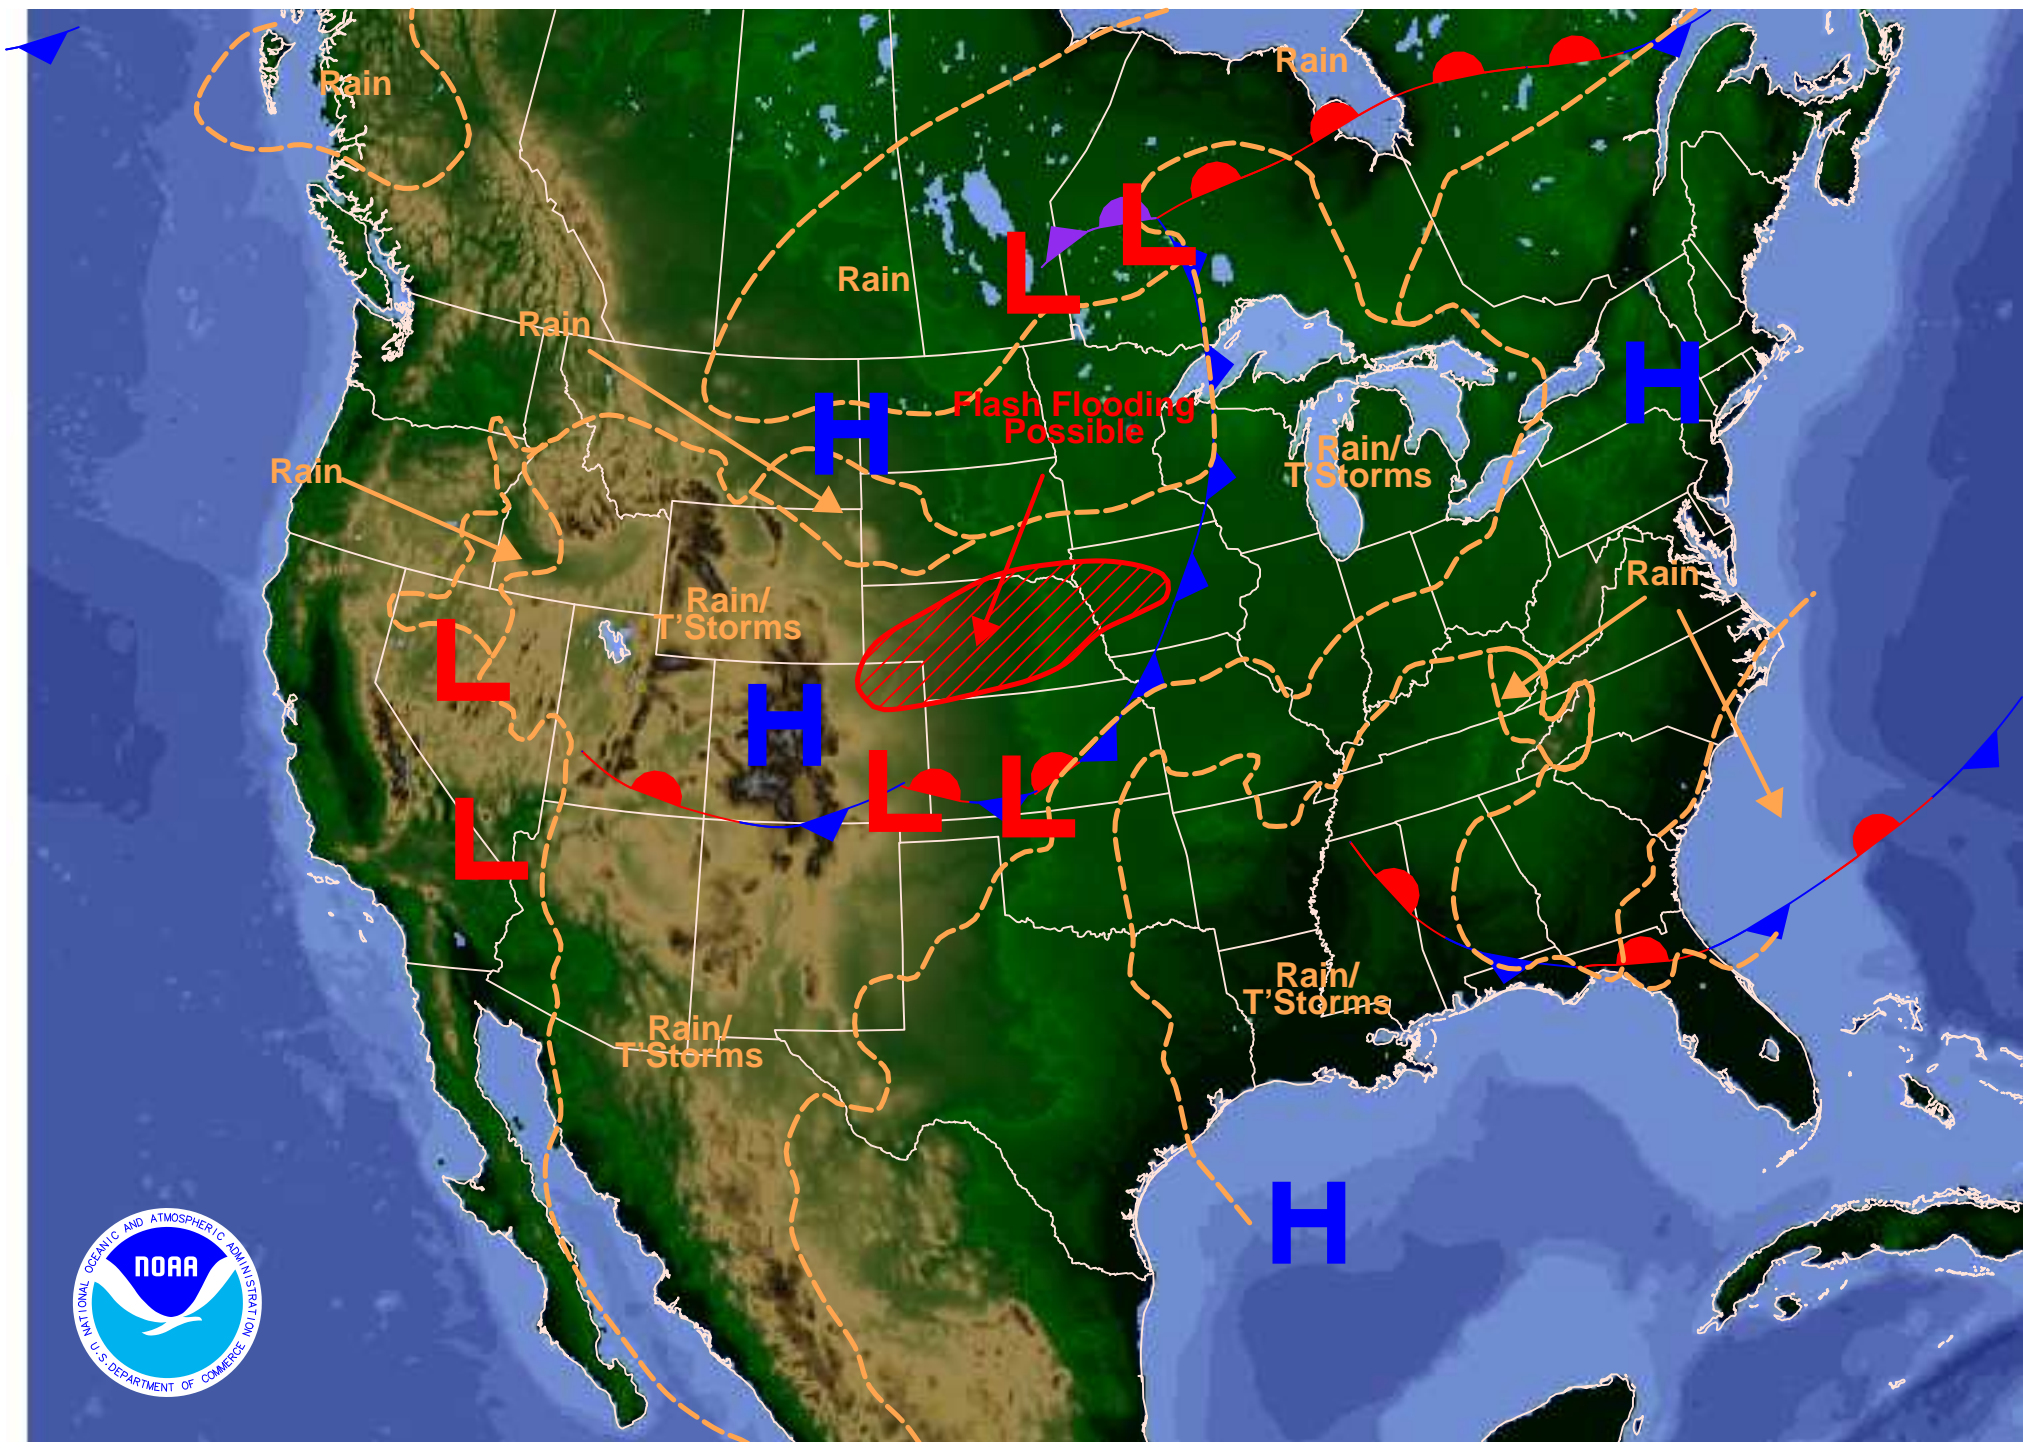 Rain
Rain
Rain
Rain
Flash Flooding
Possible
Rain/
T'Storms
Rain
Rain
Rain/
T'Storms
Rain/
T'Storms
Rain/
T'Storms
L
L
H
H
L
H
L
L
L
H
NATIONAL OCEANIC AND ATMOSPHERIC ADMINISTRATION
NOAA
U.S. DEPARTMENT OF COMMERCE